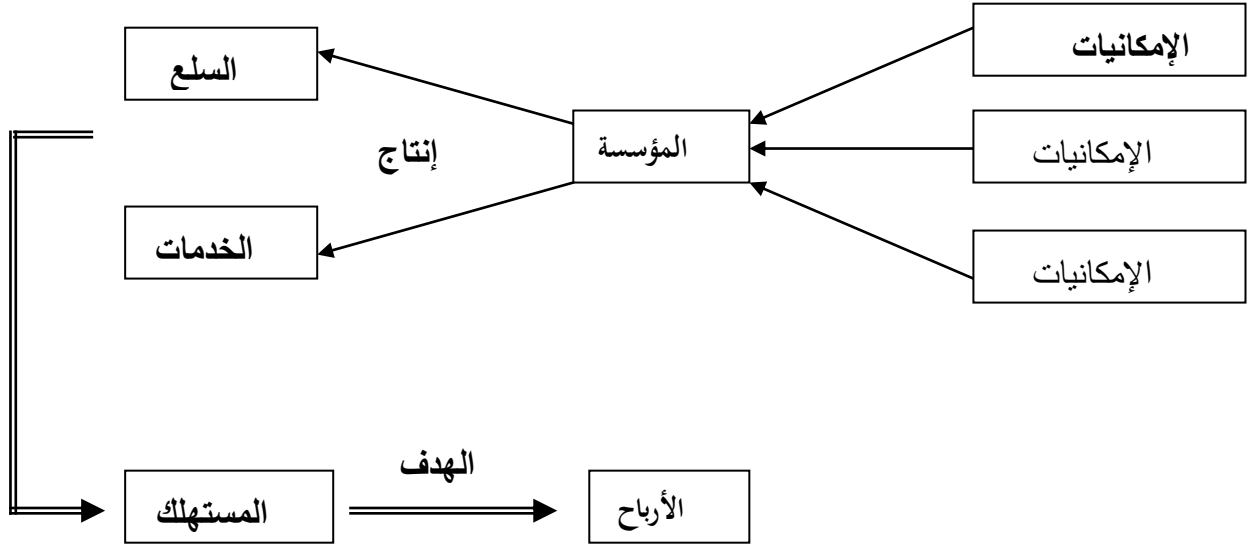 الإمكانيات
السلع
المؤسسة
إنتاج
الإمكانيات
الخدمات
الإمكانيات
الهدف
المستهلك
الأرباح